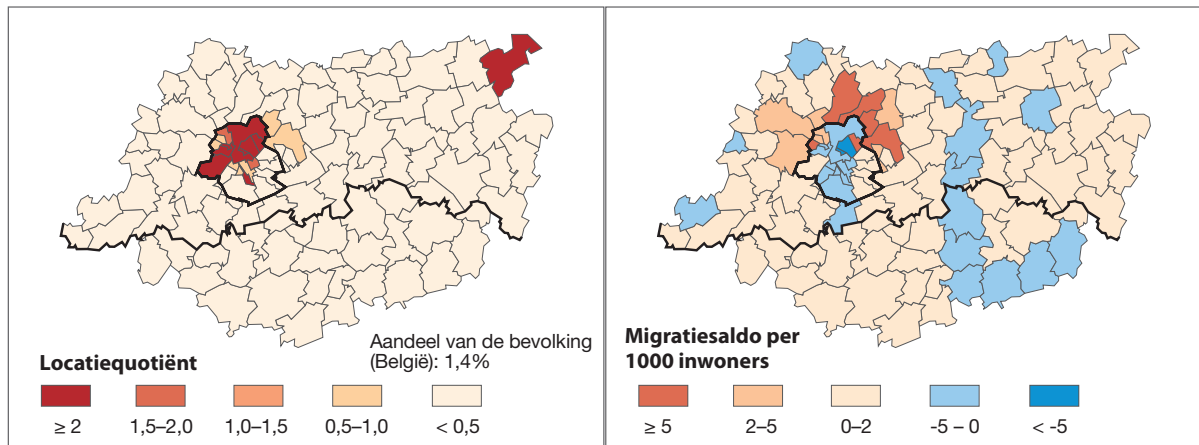 Locatiequotiënt
Aandeel van de bevolking
(België): 1,4%
≥ 2
1,5–2,0
1,0–1,5
0,5–1,0
< 0,5
Migratiesaldo per
1000 inwoners
≥ 5
2–5
0–2
-5 – 0
< -5